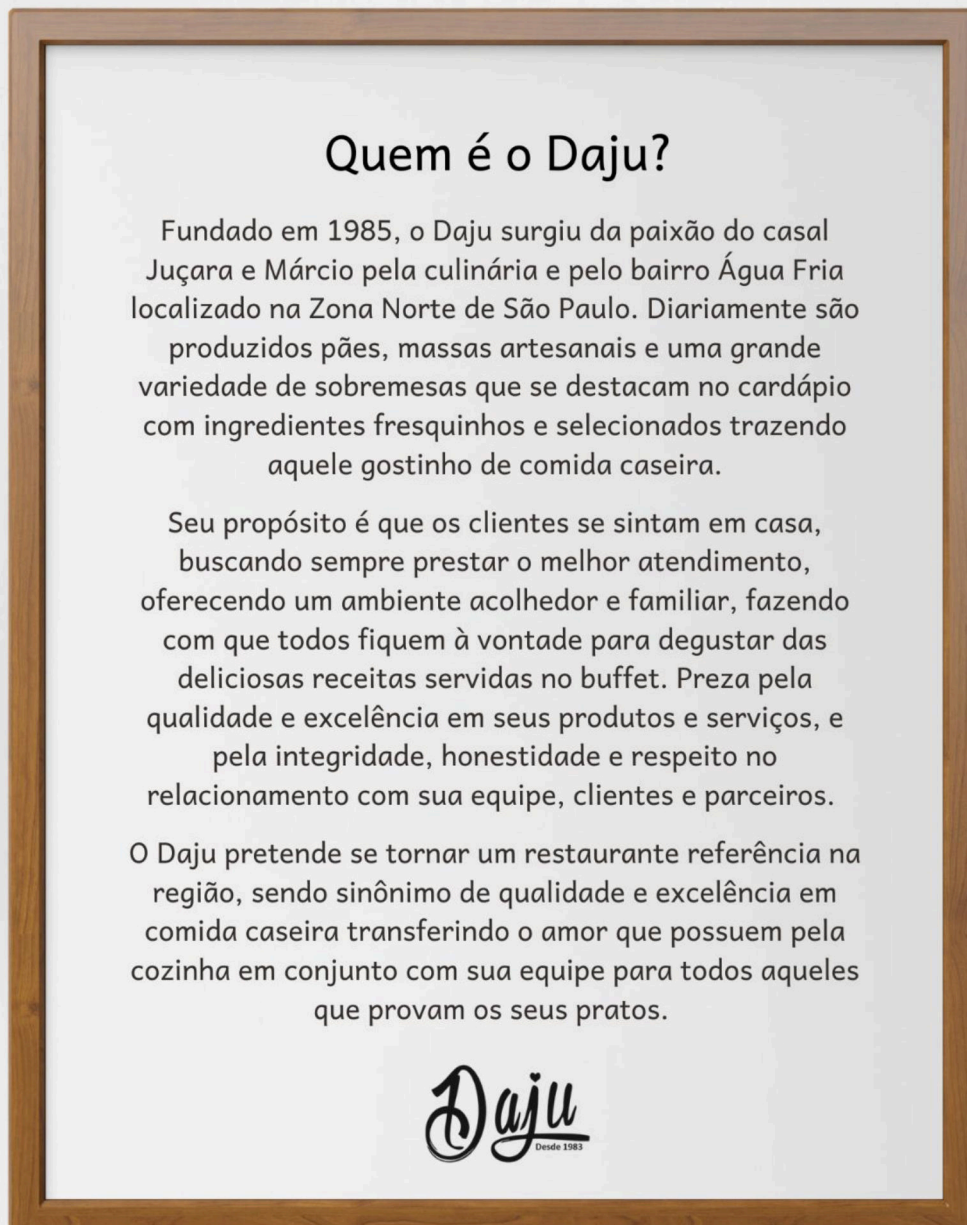 Quem é o Daju?
Fundado em 1985, o Daju surgiu da paixão do casal
Juçara e Márcio pela culinária e pelo bairro Água Fria
localizado na Zona Norte de São Paulo. Diariamente são
produzidos pães, massas artesanais e uma grande
variedade de sobremesas que se destacam no cardápio
com ingredientes fresquinhos e selecionados trazendo
aquele gostinho de comida caseira.
Seu propósito é que os clientes se sintam em casa,
buscando sempre prestar o melhor atendimento,
oferecendo um ambiente acolhedor e familiar, fazendo
com que todos fiquem à vontade para degustar das
deliciosas receitas servidas no buffet. Preza pela
qualidade e excelência em seus produtos e serviços, e
pela integridade, honestidade e respeito no
relacionamento com sua equipe, clientes e parceiros.
O Daju pretende se tornar um restaurante referência na
região, sendo sinônimo de qualidade e excelência em
comida caseira transferindo o amor que possuem pela
cozinha em conjunto com sua equipe para todos aqueles
que provam os seus pratos.
Daju
Desde 1983